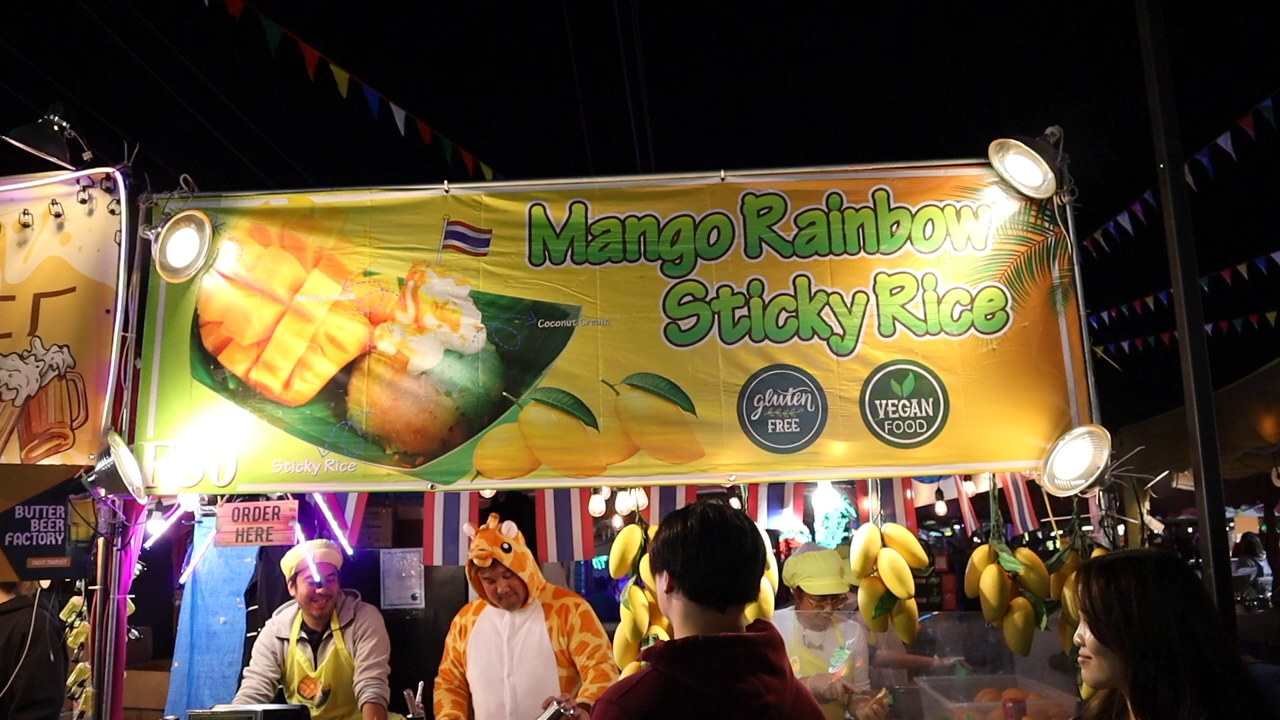 Mango Rainbow
Sticky Rice
Coconut Cream
gluten
FREE
VEGAN
FOOD
Sticky Rice
ORDER
HERE
BUTTER
BEER
FACTORY